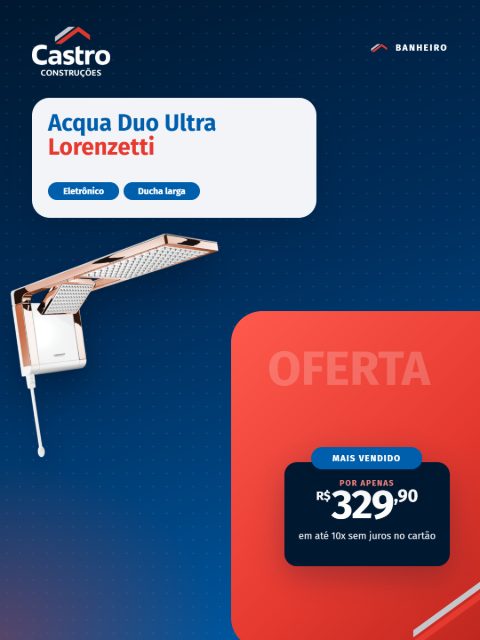 Castro
CONSTRUÇÕES
BANHEIRO
Acqua Duo Ultra
Lorenzetti
Eletrônico
Ducha larga
OFERTA
MAIS VENDIDO
POR APENAS
R$329,90
em até 10x sem juros no cartão